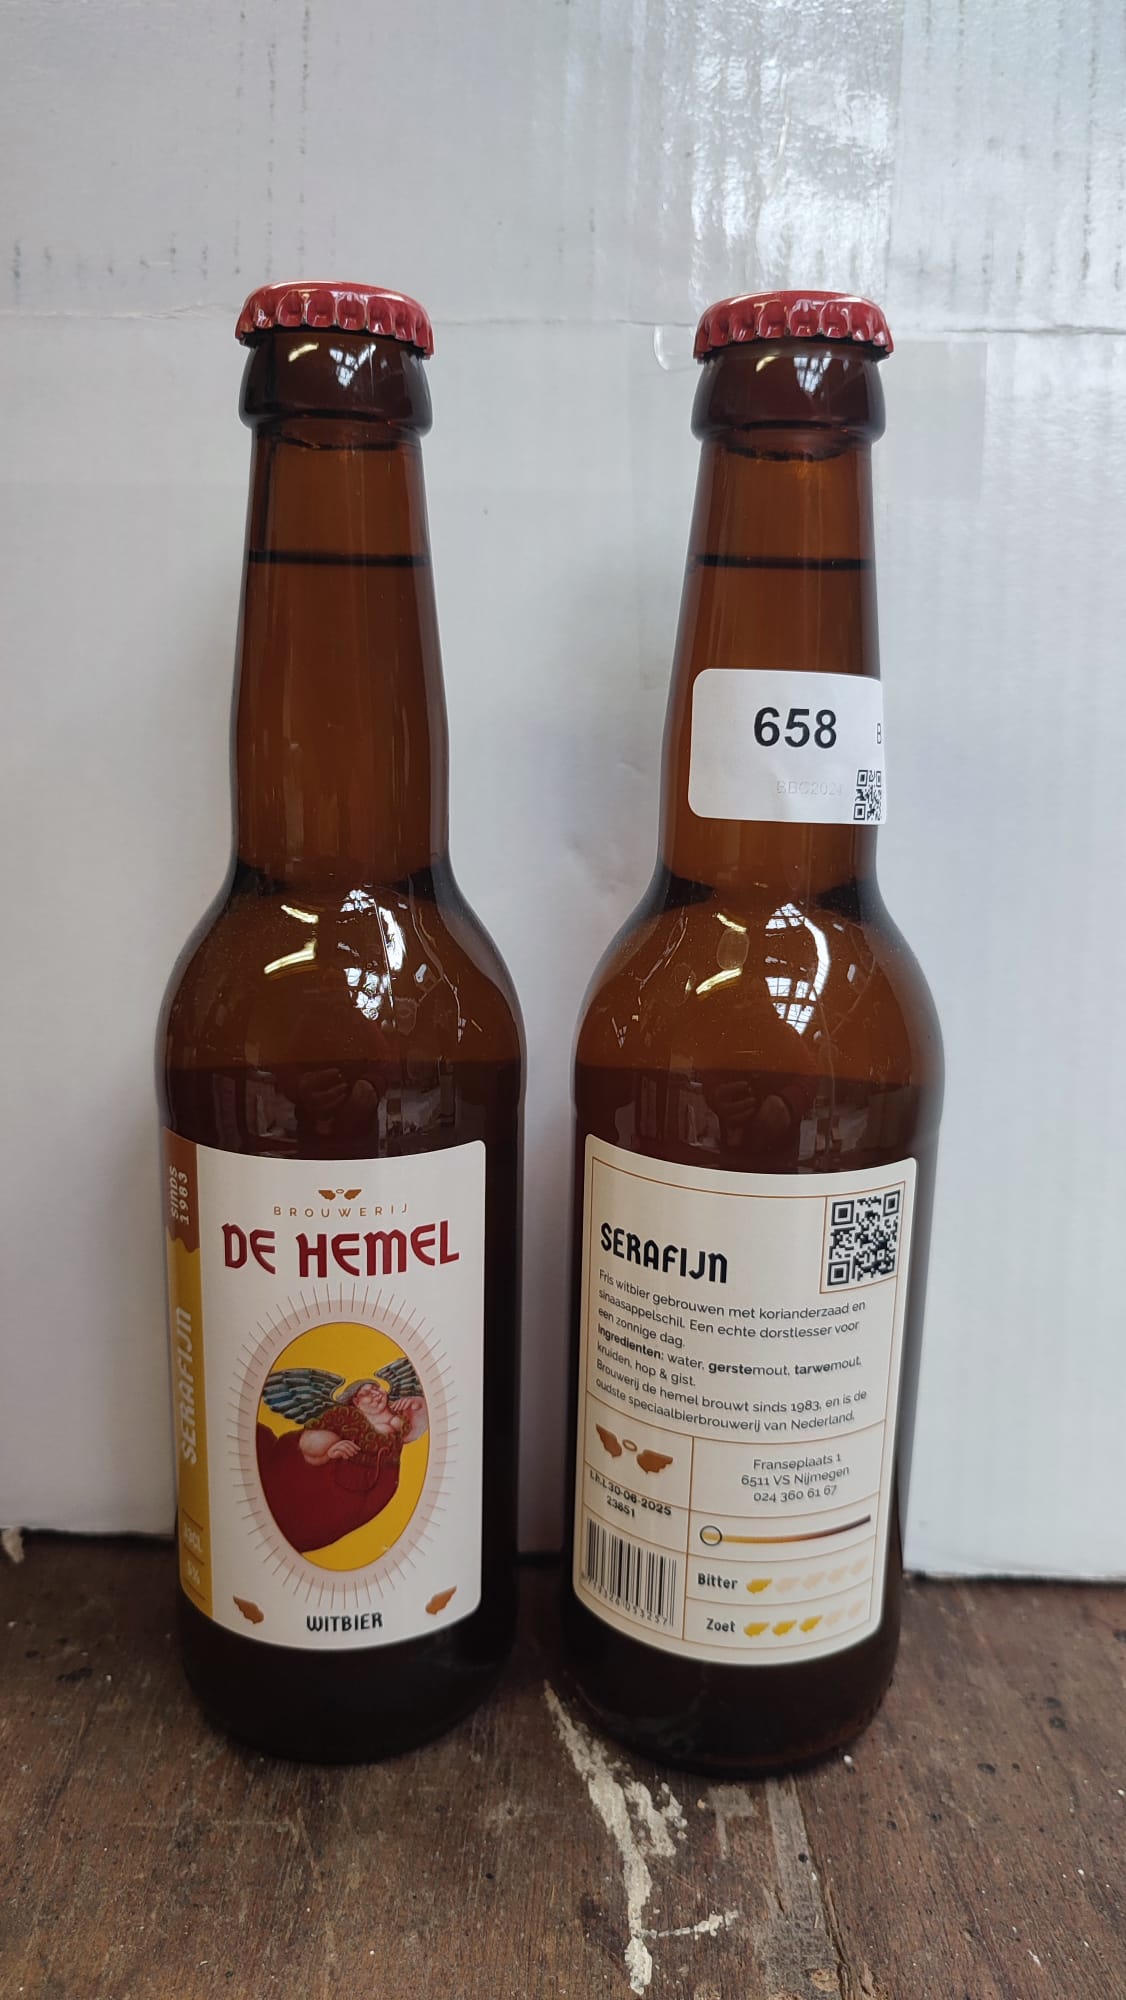 sinds
1983
SERAFIJN
33CL
5%
BROUWERIJ
DE HEMEL
WITBIER
658
B
BBC2024
SERAFIJN
Fris witbier gebrouwen met korianderzaad en
sinaasappelschil. Een echte dorstlesser voor
een zonnige dag.
Ingredienten: water, gerstemout, tarwemout,
kruiden, hop & gist.
Brouwerij de hemel brouwt sinds 1983, en is de
oudste speciaalbierbrouwerij van Nederland.
30-06-2025
23651
Franseplaats 1
6511 VS Nijmegen
024 360 61 67
Bitter
Zoet